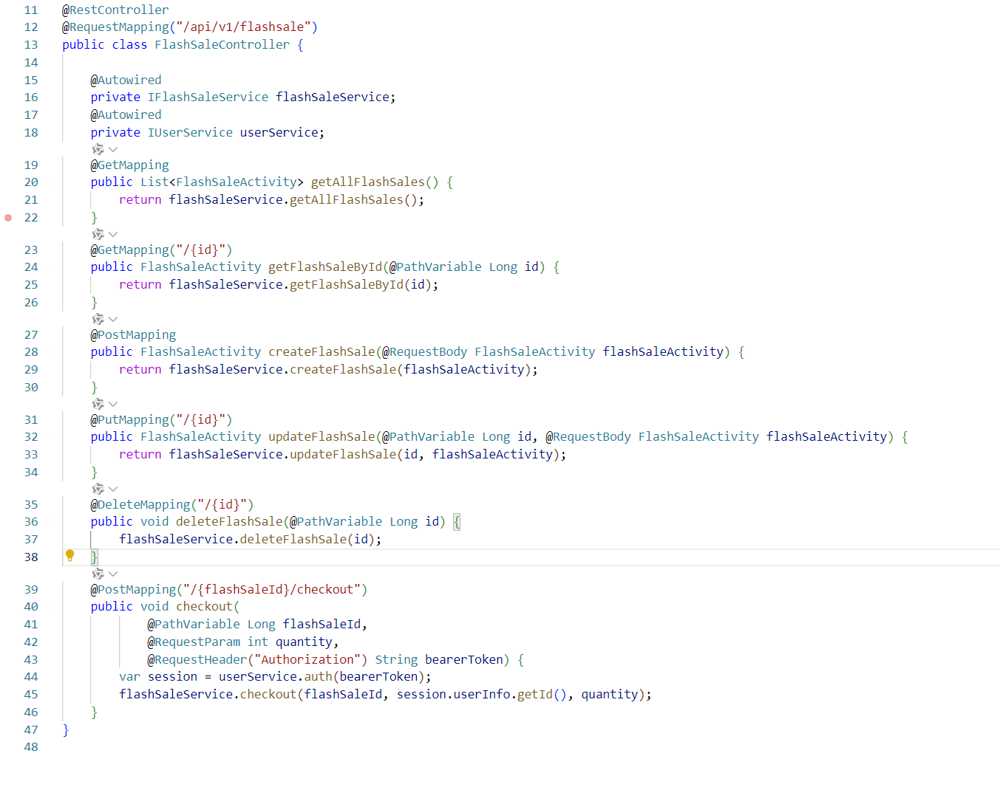 11 @RestController
12 @RequestMapping("/api/v1/flashsale")
13 public class FlashSaleController {
14
15     @Autowired
16     private IFlashSaleService flashSaleService;
17     @Autowired
18     private IUserService userService;
19     @GetMapping
20     public List<FlashSaleActivity> getAllFlashSales() {
21         return flashSaleService.getAllFlashSales();
22     }
23     @GetMapping("/{id}")
24     public FlashSaleActivity getFlashSaleById(@PathVariable Long id) {
25         return flashSaleService.getFlashSaleById(id);
26     }
27     @PostMapping
28     public FlashSaleActivity createFlashSale(@RequestBody FlashSaleActivity flashSaleActivity) {
29         return flashSaleService.createFlashSale(flashSaleActivity);
30     }
31     @PutMapping("/{id}")
32     public FlashSaleActivity updateFlashSale(@PathVariable Long id, @RequestBody FlashSaleActivity flashSaleActivity) {
33         return flashSaleService.updateFlashSale(id, flashSaleActivity);
34     }
35     @DeleteMapping("/{id}")
36     public void deleteFlashSale(@PathVariable Long id) {
37         flashSaleService.deleteFlashSale(id);
38     }
39     @PostMapping("/{flashSaleId}/checkout")
40     public void checkout(
41             @PathVariable Long flashSaleId,
42             @RequestParam int quantity,
43             @RequestHeader("Authorization") String bearerToken) {
44         var session = userService.auth(bearerToken);
45         flashSaleService.checkout(flashSaleId, session.userInfo.getId(), quantity);
46     }
47 }
48